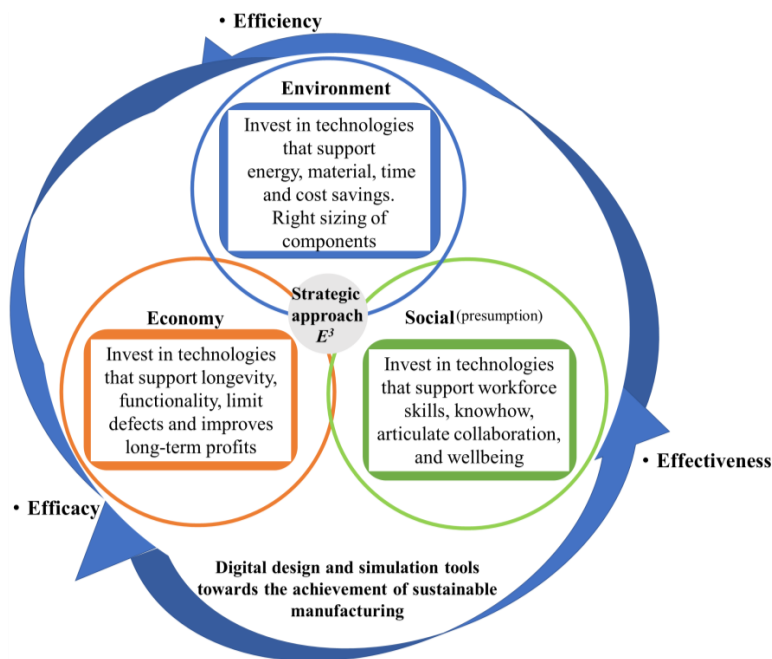 • Efficiency
Environment
Invest in technologies
that support
energy, material, time
and cost savings.
Right sizing of
components
Strategic
approach
E³
Economy
Invest in technologies
that support longevity,
functionality, limit
defects and improves
long-term profits
Social (presumption)
Invest in technologies
that support workforce
skills, knowhow,
articulate collaboration,
and wellbeing
• Effectiveness
• Efficacy
Digital design and simulation tools
towards the achievement of sustainable
manufacturing